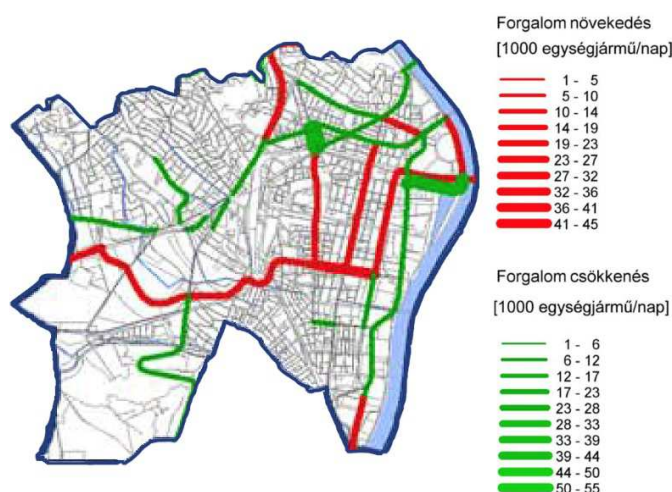 Forgalom növekedés
[1000 egységjármű/nap]
1 - 5
5 - 10
10 - 14
14 - 19
19 - 23
23 - 27
27 - 32
32 - 36
36 - 41
41 - 45
Forgalom csökkenés
[1000 egységjármű/nap]
1 - 6
6 - 12
12 - 17
17 - 23
23 - 28
28 - 33
33 - 39
39 - 44
44 - 50
50 - 55